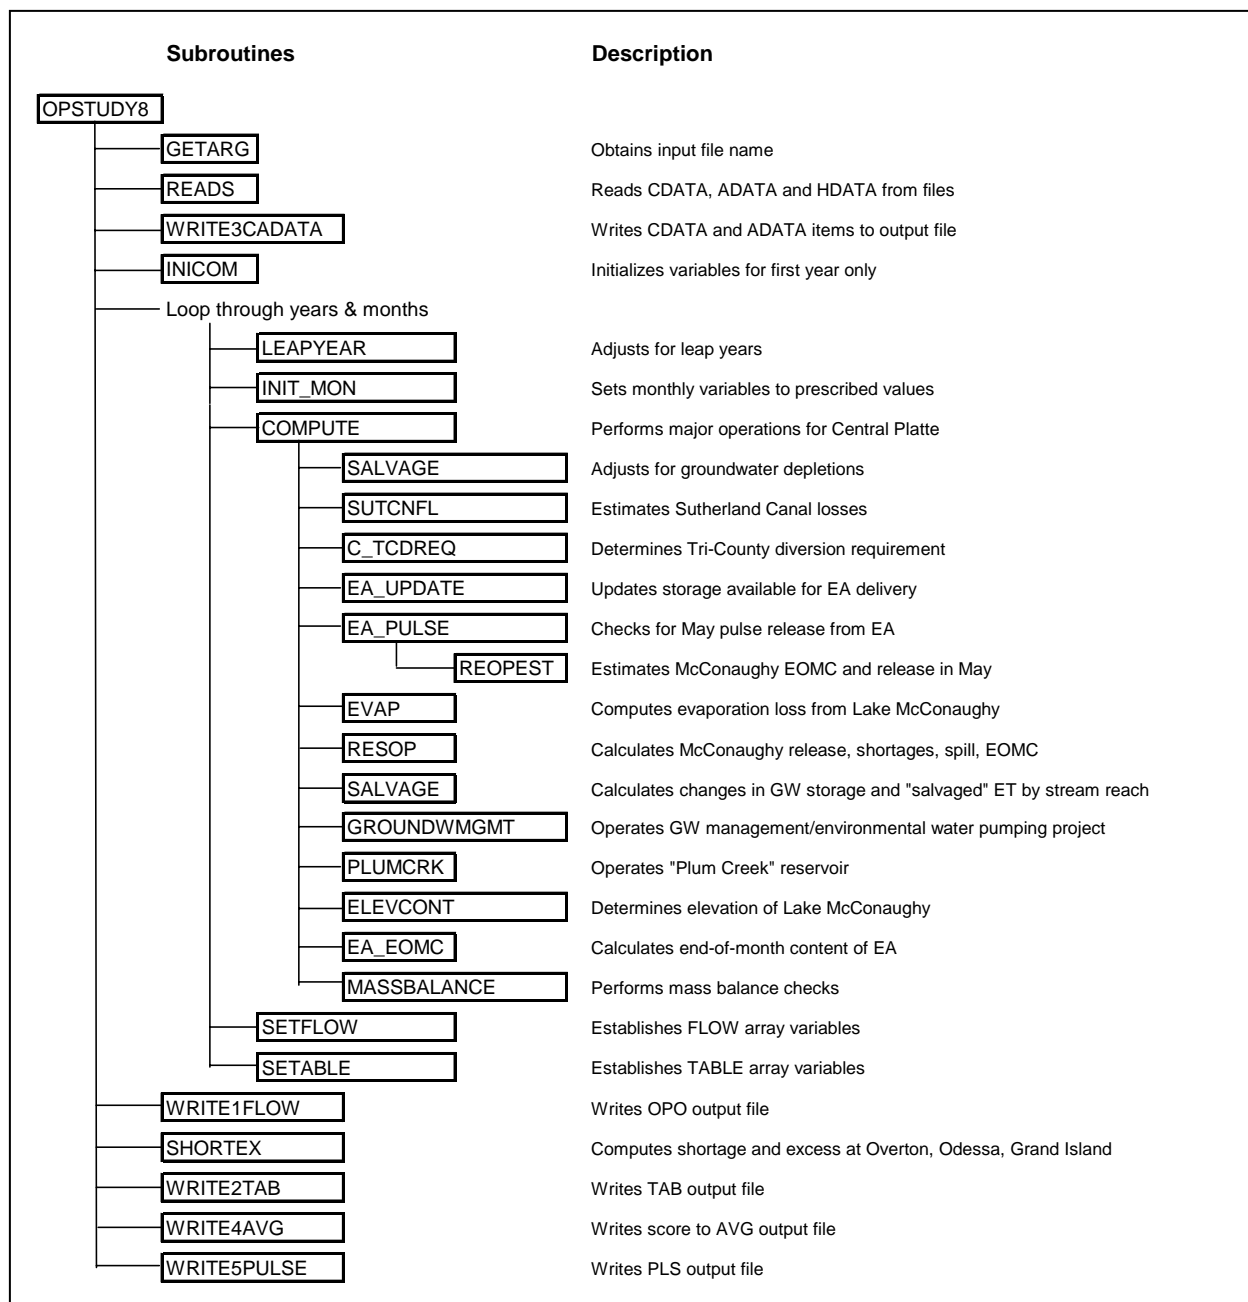 Subroutines Description
OPSTUDY8
GETARG Obtains input file name
READS Reads CDATA, ADATA and HDATA from files
WRITE3CADATA Writes CDATA and ADATA items to output file
INICOM Initializes variables for first year only
Loop through years & months
LEAPYEAR Adjusts for leap years
INIT_MON Sets monthly variables to prescribed values
COMPUTE Performs major operations for Central Platte
SALVAGE Adjusts for groundwater depletions
SUTCNFL Estimates Sutherland Canal losses
C_TCDREQ Determines Tri-County diversion requirement
EA_UPDATE Updates storage available for EA delivery
EA_PULSE Checks for May pulse release from EA
REOPEST Estimates McConaughy EOMC and release in May
EVAP Computes evaporation loss from Lake McConaughy
RESOP Calculates McConaughy release, shortages, spill, EOMC
SALVAGE Calculates changes in GW storage and "salvaged" ET by stream reach
GROUNDWMGMT Operates GW management/environmental water pumping project
PLUMCRK Operates "Plum Creek" reservoir
ELEVCONT Determines elevation of Lake McConaughy
EA_EOMC Calculates end-of-month content of EA
MASSBALANCE Performs mass balance checks
SETFLOW Establishes FLOW array variables
SETABLE Establishes TABLE array variables
WRITE1FLOW Writes OPO output file
SHORTEX Computes shortage and excess at Overton, Odessa, Grand Island
WRITE2TAB Writes TAB output file
WRITE4AVG Writes score to AVG output file
WRITE5PULSE Writes PLS output file